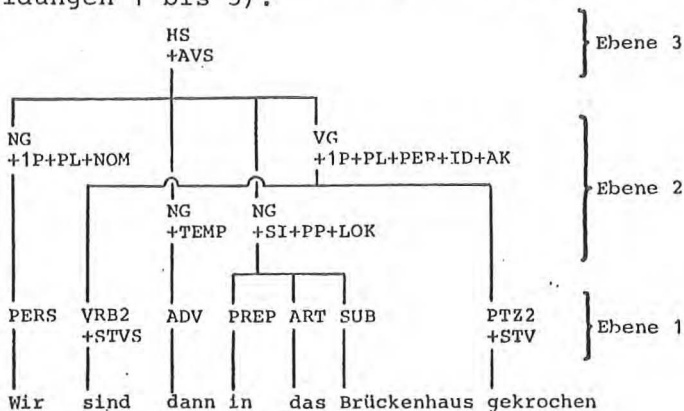 ldungen 1 bis 3).
HS
+AVS
Ebene 3
NG
+1P+PL+NOM
VG
+1P+PL+PER+ID+AK
Ebene 2
NG
+TEMP
NG
+SI+PP+LOK
PERS VRB2 ADV PREP ART SUB PTZ2
+STVS +STV
Ebene 1
Wir sind dann in das Brückenhaus gekrochen